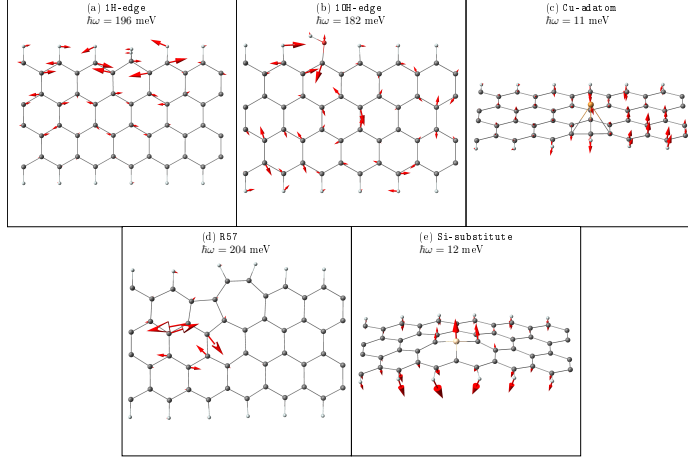 (a) 1H-edge
ħω = 196 meV
(b) 1OH-edge
ħω = 182 meV
(c) Cu-adatom
ħω = 11 meV
(d) R57
ħω = 204 meV
(e) Si-substitute
ħω = 12 meV